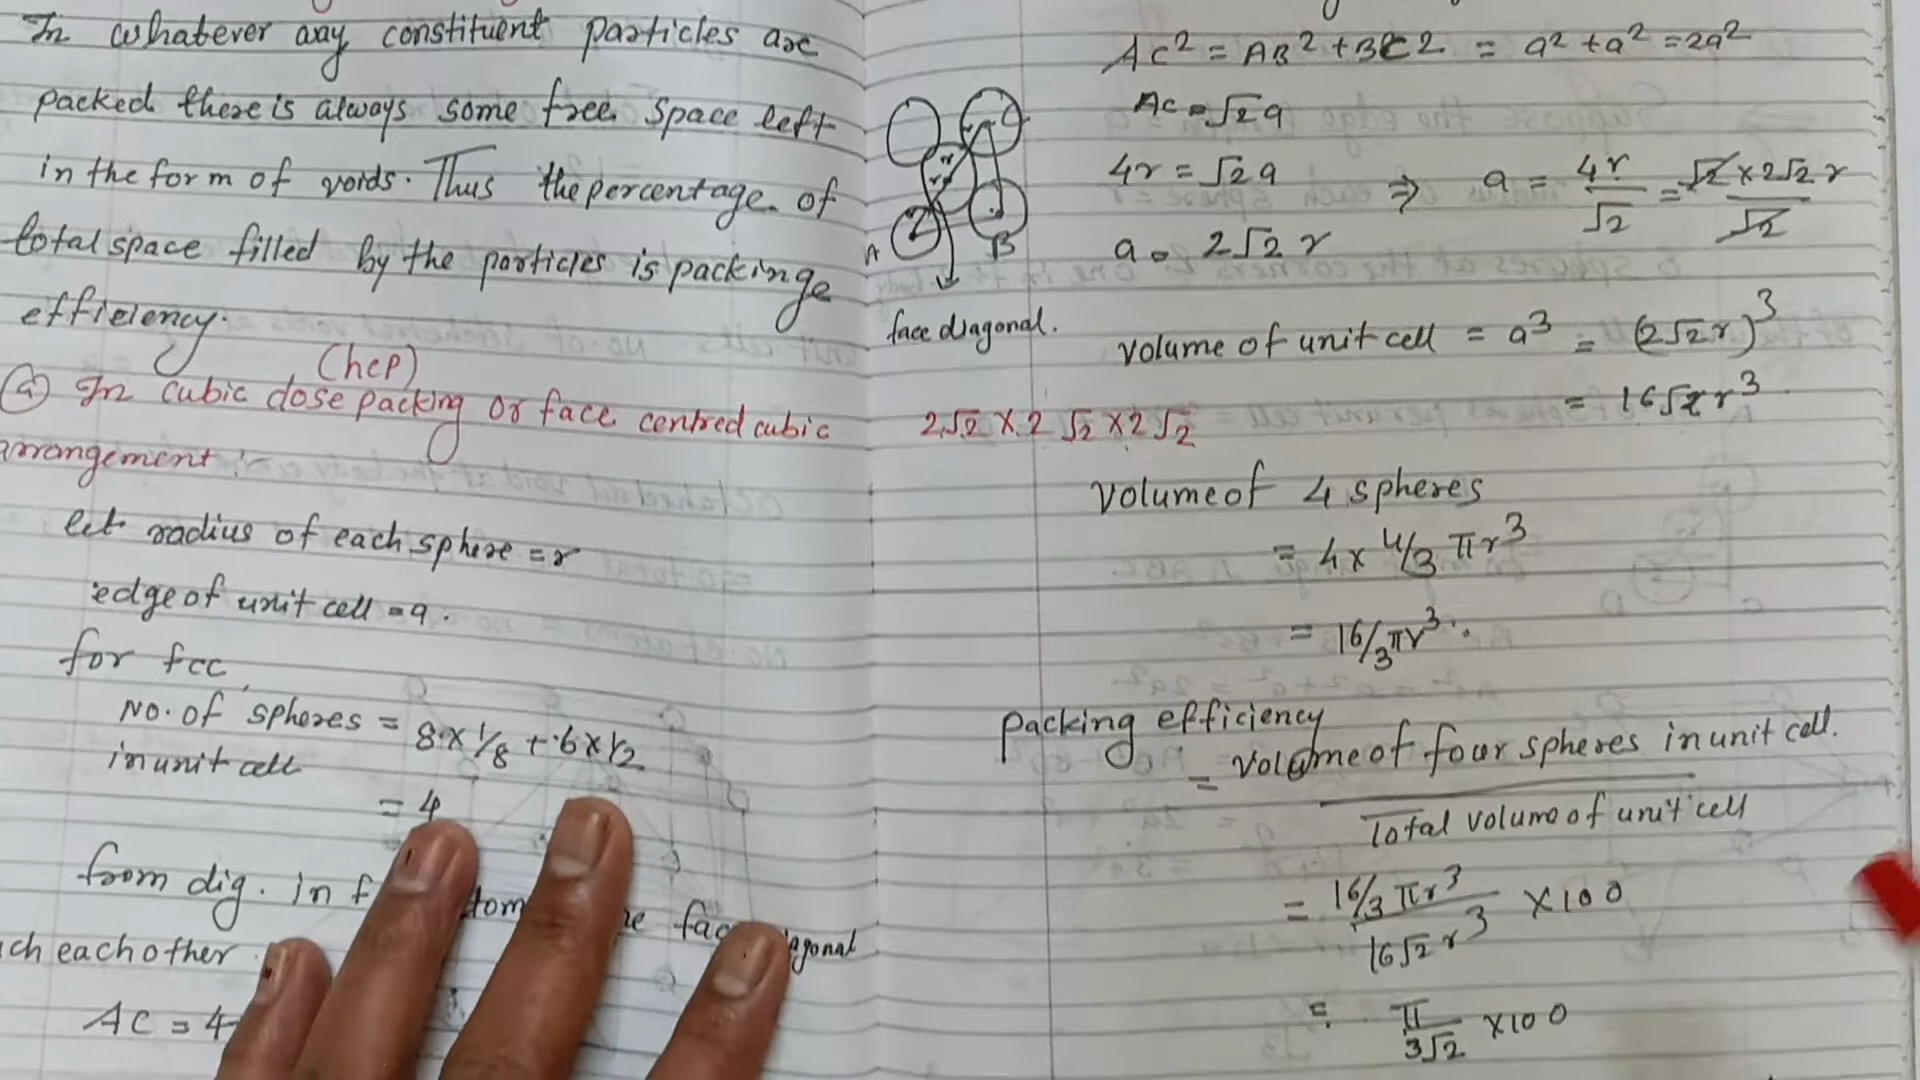 In whatever any constituent particles are
packed there is always some free space left
in the form of voids. Thus the percentage of
total space filled by the particles is packinge
efficiency.
(hcp)
(a) In cubic close packing or face centred cubic
arrangement :-
let radius of each sphere = r
edge of unit cell = a.
for fcc,
No. of spheres = 8 × 1/8 + 6 × 1/2
in unit cell
= 4
from dig. in
each other
AC = 4
C
r
r
A
B
face diagonal.
AC² = AB² + BC² = a² + a² = 2a²
AC = √2 a
4r = √2 a ⇒ a = 4r/√2 = √2 × 2√2 r/√2
a = 2√2 r
volume of unit cell = a³ = (2√2 r)³
= 16√2 r³
2√2 × 2√2 × 2√2
volume of 4 spheres
= 4 × 4/3 πr³
= 16/3 πr³.
packing efficiency
= volume of four spheres in unit cell.
Total volume of unit cell
= 16/3 πr³ / 16√2 r³ × 100
= π/3√2 × 100